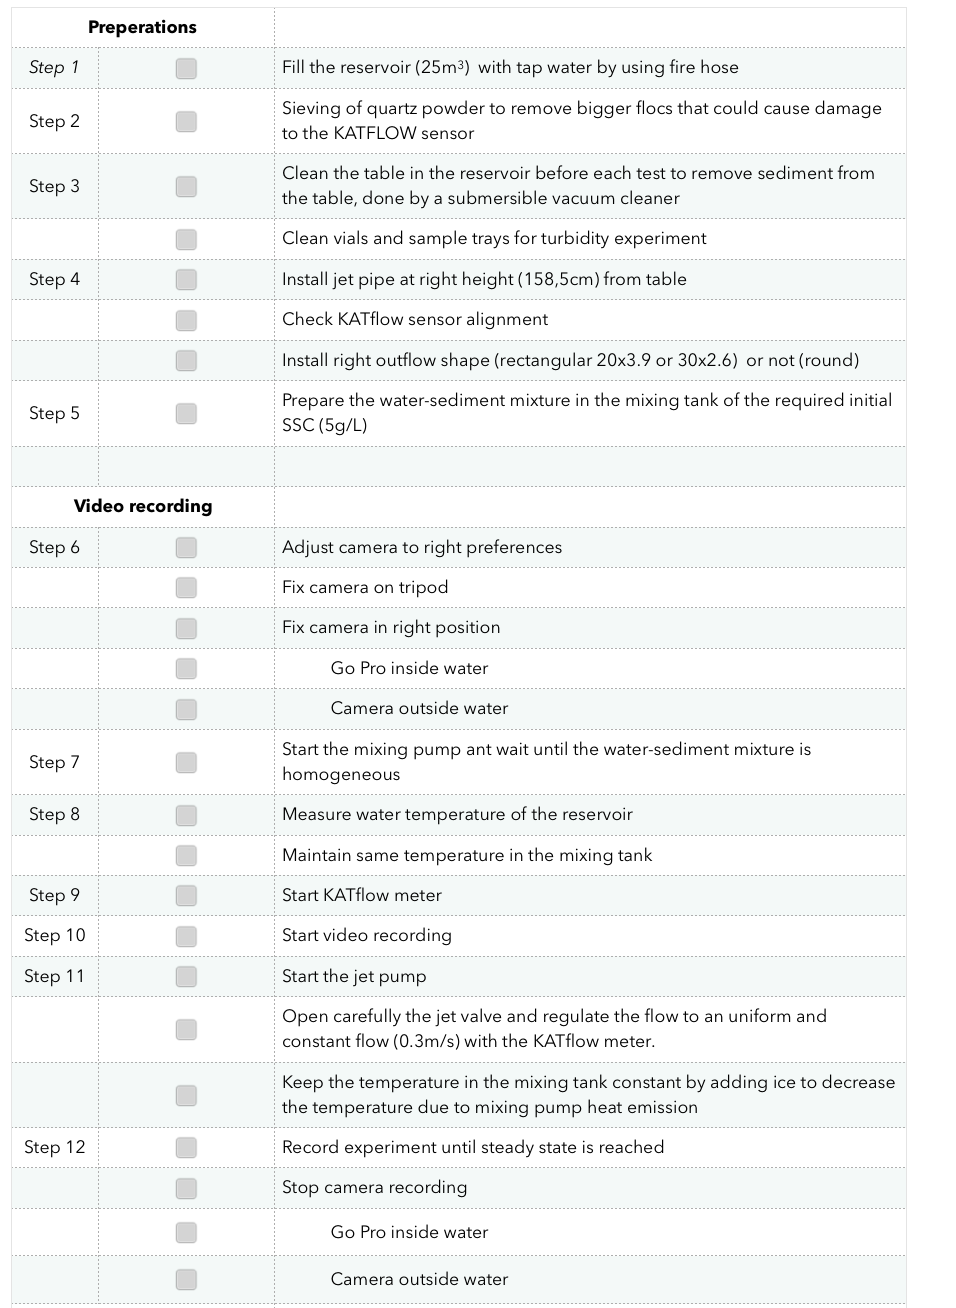 Preperations
Step 1 Fill the reservoir (25m³) with tap water by using fire hose
Step 2 Sieving of quartz powder to remove bigger flocs that could cause damage
to the KATFLOW sensor
Step 3 Clean the table in the reservoir before each test to remove sediment from
the table, done by a submersible vacuum cleaner
Clean vials and sample trays for turbidity experiment
Step 4 Install jet pipe at right height (158,5cm) from table
Check KATflow sensor alignment
Install right outflow shape (rectangular 20x3.9 or 30x2.6) or not (round)
Step 5 Prepare the water-sediment mixture in the mixing tank of the required initial
SSC (5g/L)
Video recording
Step 6 Adjust camera to right preferences
Fix camera on tripod
Fix camera in right position
Go Pro inside water
Camera outside water
Step 7 Start the mixing pump ant wait until the water-sediment mixture is
homogeneous
Step 8 Measure water temperature of the reservoir
Maintain same temperature in the mixing tank
Step 9 Start KATflow meter
Step 10 Start video recording
Step 11 Start the jet pump
Open carefully the jet valve and regulate the flow to an uniform and
constant flow (0.3m/s) with the KATflow meter.
Keep the temperature in the mixing tank constant by adding ice to decrease
the temperature due to mixing pump heat emission
Step 12 Record experiment until steady state is reached
Stop camera recording
Go Pro inside water
Camera outside water